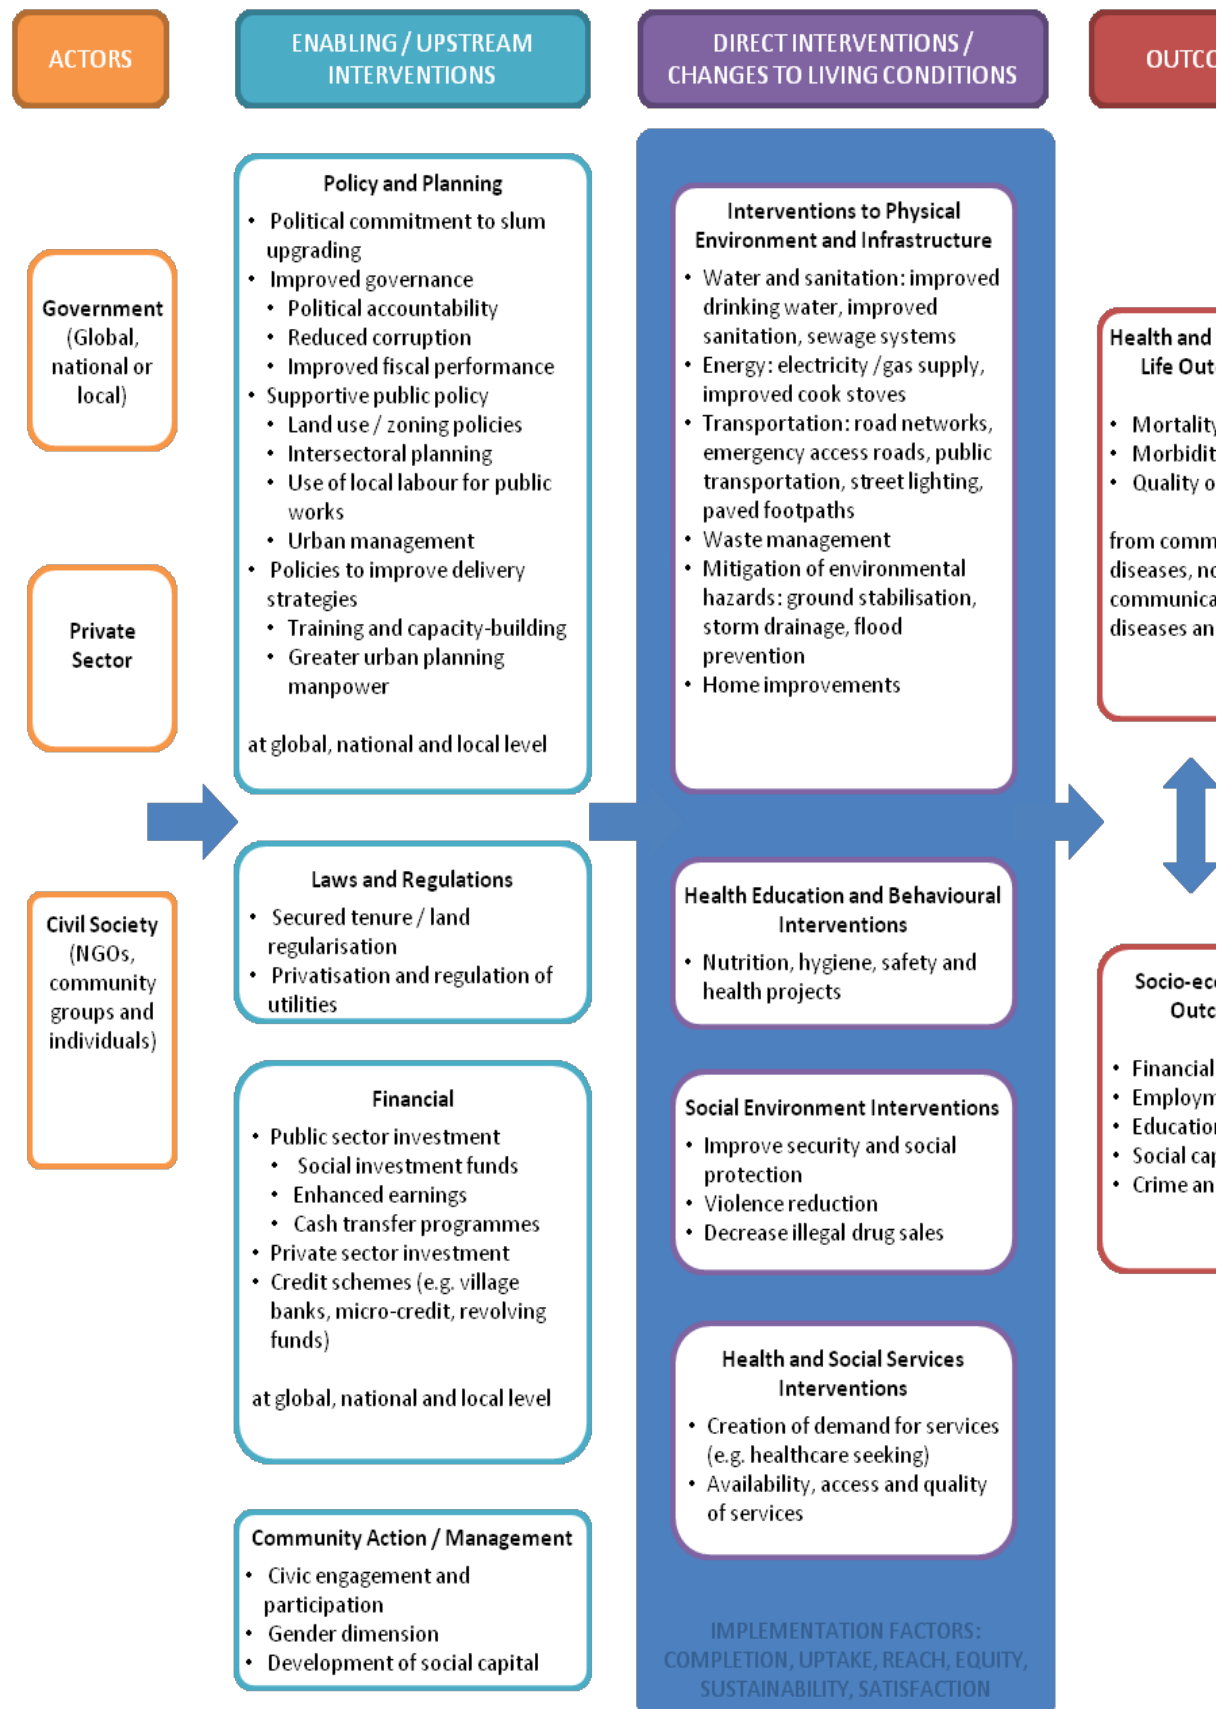 ACTORS
ENABLING / UPSTREAM
INTERVENTIONS
DIRECT INTERVENTIONS /
CHANGES TO LIVING CONDITIONS
Government
(Global,
national or
local)
Private
Sector
Civil Society
(NGOs,
community
groups and
individuals)
Policy and Planning
• Political commitment to slum
upgrading
• Improved governance
• Political accountability
• Reduced corruption
• Improved fiscal performance
• Supportive public policy
• Land use / zoning policies
• Intersectoral planning
• Use of local labour for public
works
• Urban management
• Policies to improve delivery
strategies
• Training and capacity-building
• Greater urban planning
manpower
at global, national and local level
Laws and Regulations
• Secured tenure / land
regularisation
• Privatisation and regulation of
utilities
Financial
• Public sector investment
• Social investment funds
• Enhanced earnings
• Cash transfer programmes
• Private sector investment
• Credit schemes (e.g. village
banks, micro-credit, revolving
funds)
at global, national and local level
Community Action / Management
• Civic engagement and
participation
• Gender dimension
• Development of social capital
Interventions to Physical
Environment and Infrastructure
• Water and sanitation: improved
drinking water, improved
sanitation, sewage systems
• Energy: electricity /gas supply,
improved cook stoves
• Transportation: road networks,
emergency access roads, public
transportation, street lighting,
paved footpaths
• Waste management
• Mitigation of environmental
hazards: ground stabilisation,
storm drainage, flood
prevention
• Home improvements
Health Education and Behavioural
Interventions
• Nutrition, hygiene, safety and
health projects
Social Environment Interventions
• Improve security and social
protection
• Violence reduction
• Decrease illegal drug sales
Health and Social Services
Interventions
• Creation of demand for services
(e.g. healthcare seeking)
• Availability, access and quality
of services
IMPLEMENTATION FACTORS:
COMPLETION, UPTAKE, REACH, EQUITY,
SUSTAINABILITY, SATISFACTION
Health and
Life
• Mortality
•
• Quality
from
diseases,
diseases
• Financial
•
•
• Social
• Crime